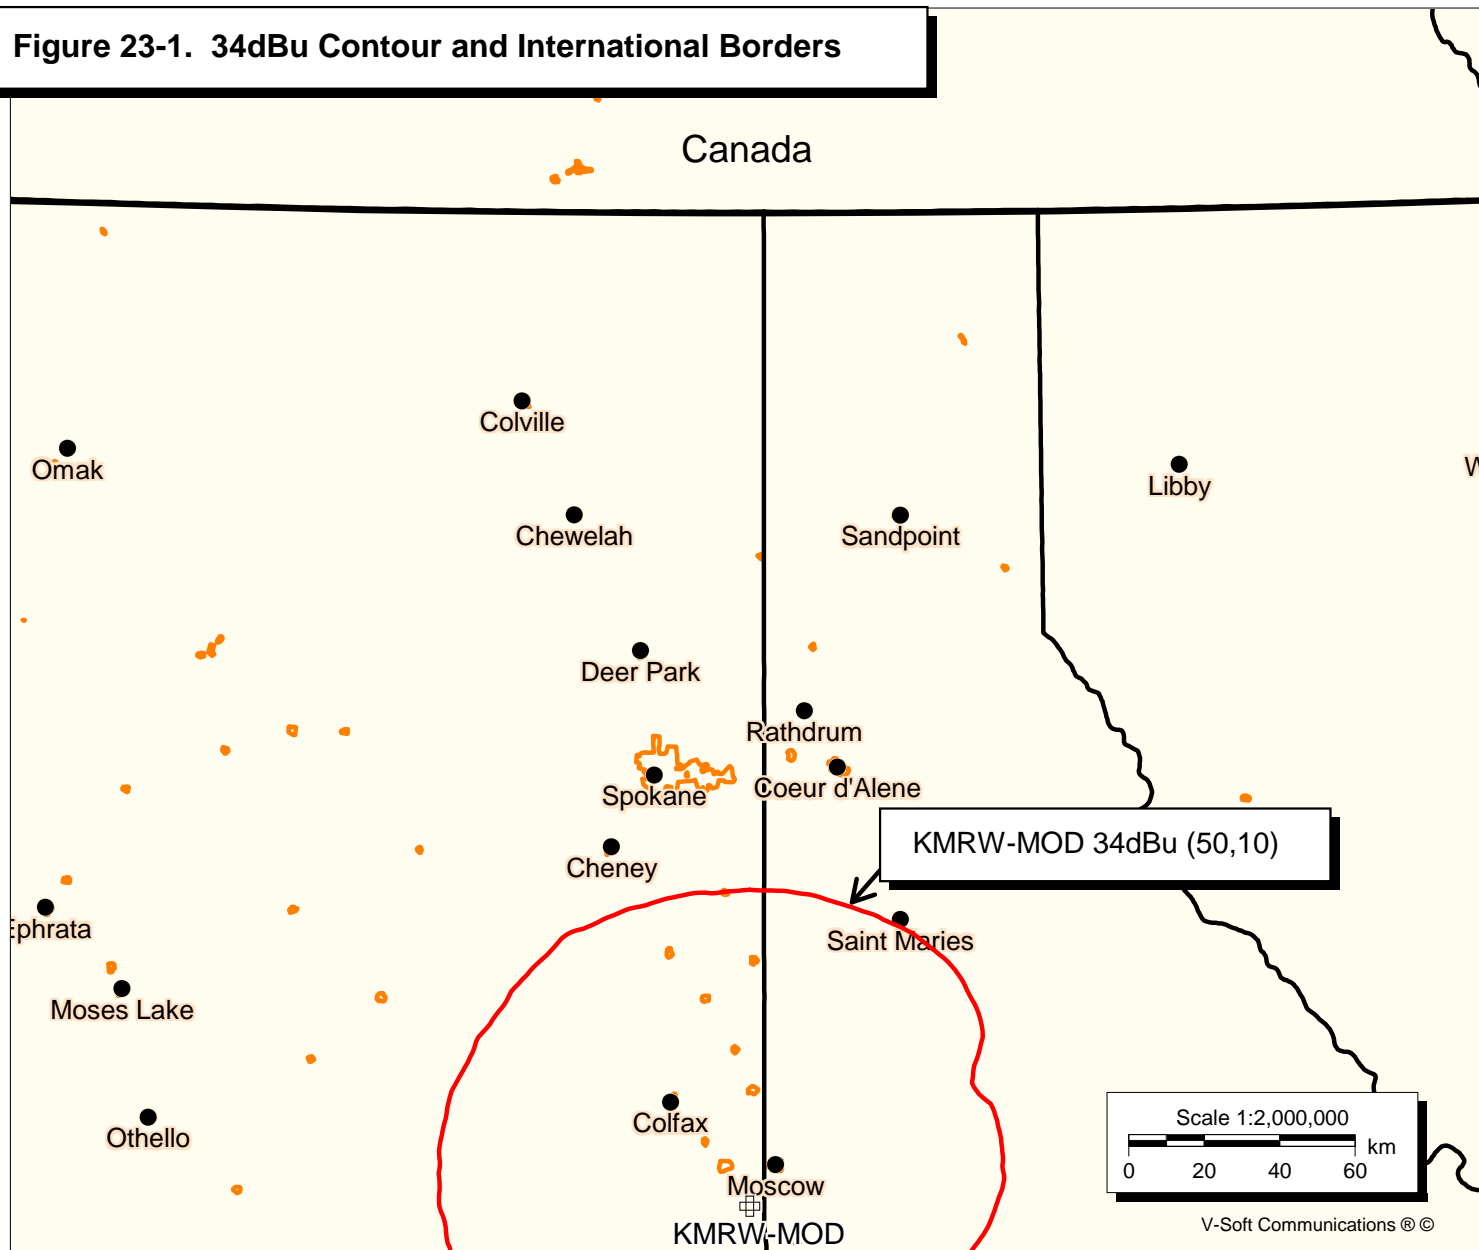 Figure 23-1. 34dBu Contour and International Borders
Canada
Colville
Omak
Libby
W
Chewelah
Sandpoint
Deer Park
Rathdrum
Spokane
Coeur d'Alene
KMRW-MOD 34dBu (50,10)
Cheney
Ephrata
Saint Maries
Moses Lake
Colfax
Othello
Scale 1:2,000,000
km
0 20 40 60
Moscow
KMRW-MOD
V-Soft Communications ® ©